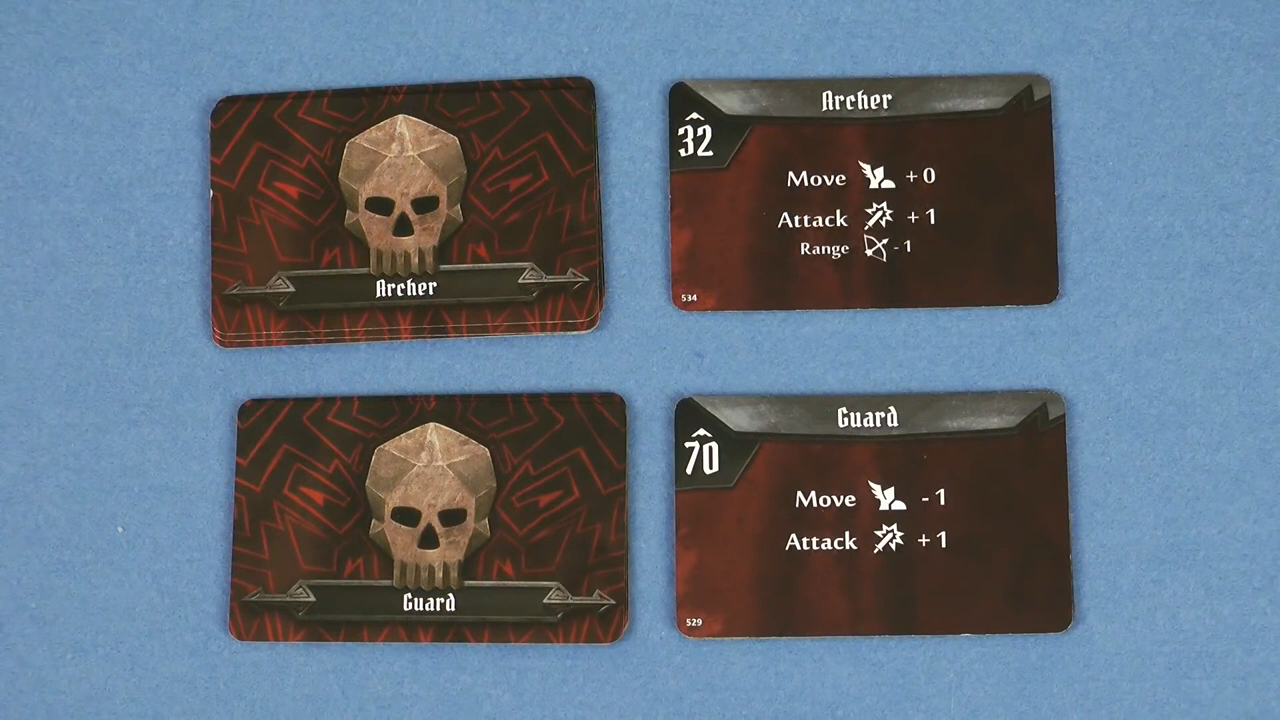 Archer
Archer
32
Move +0
Attack +1
Range -1
534
Guard
Guard
70
Move -1
Attack +1
529